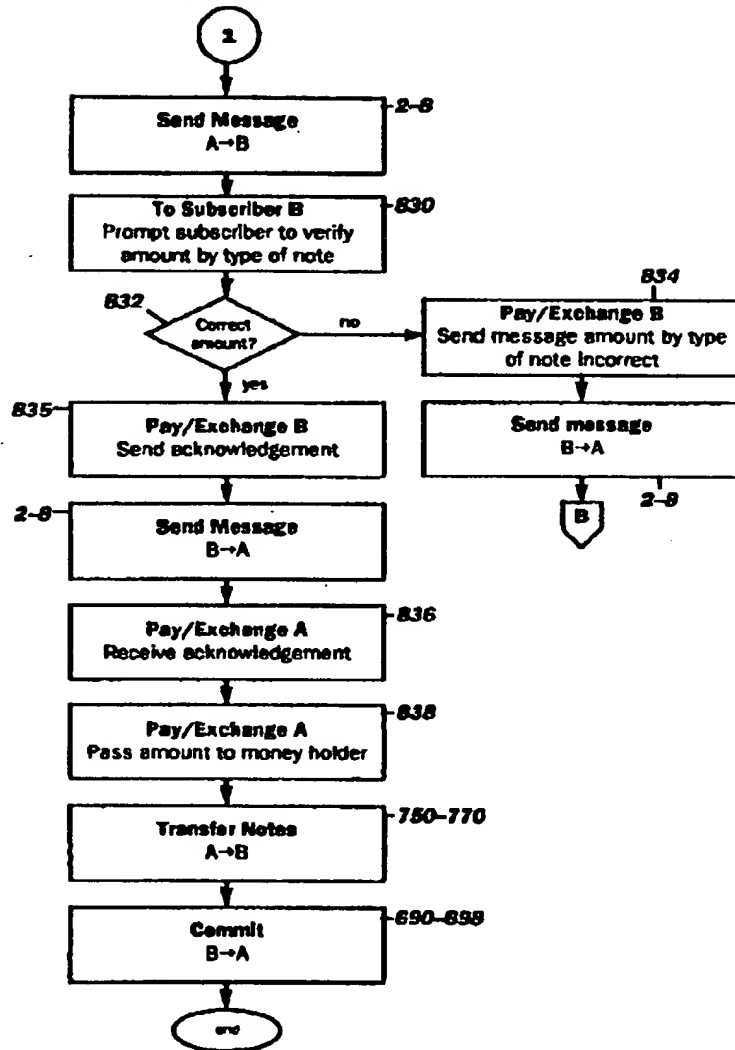 1
Send Message
A→B
2-8
To Subscriber B
Prompt subscriber to verify
amount by type of note
830
832
Correct
amount?
no
yes
834
Pay/Exchange B
Send message amount by type
of note Incorrect
Send message
B→A
2-8
B
835
Pay/Exchange B
Send acknowledgement
2-8
Send Message
B→A
Pay/Exchange A
Receive acknowledgement
836
Pay/Exchange A
Pass amount to money holder
838
Transfer Notes
A→B
750-770
Commit
B→A
690-698
end